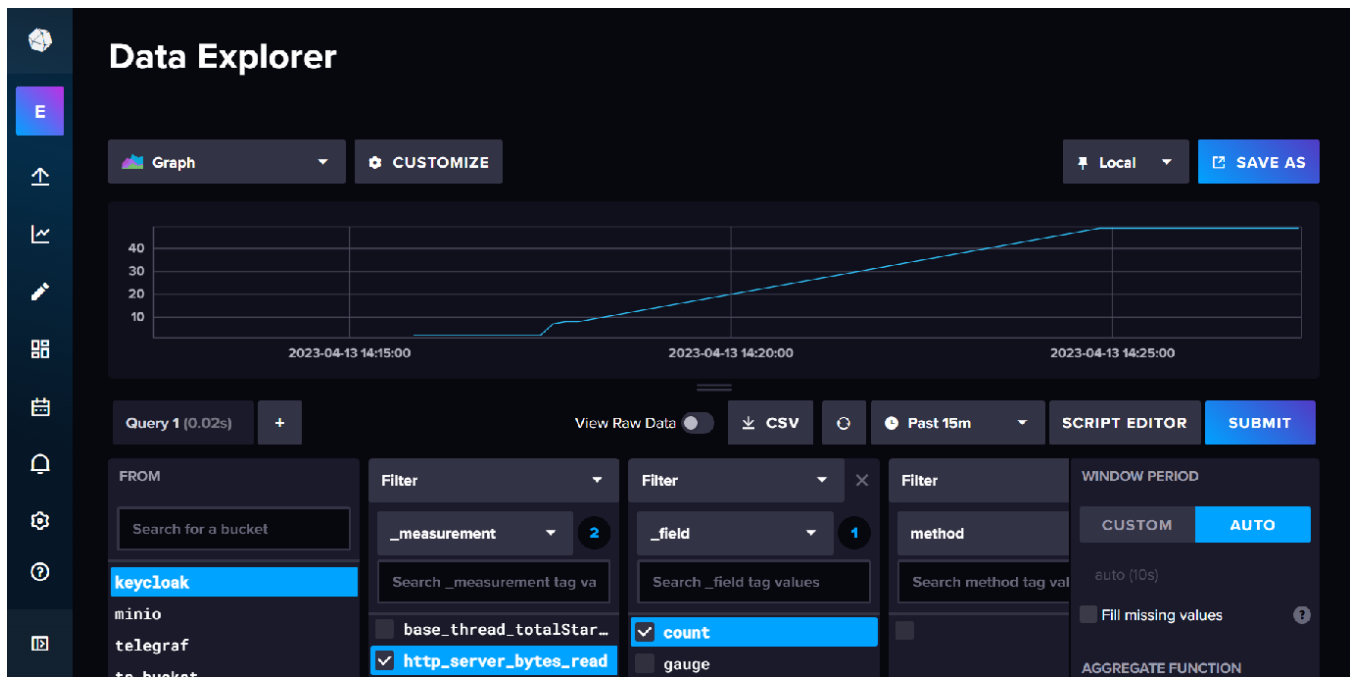 Data Explorer
E
Graph
CUSTOMIZE
Local
SAVE AS
40
30
20
10
2023-04-13 14:15:00
2023-04-13 14:20:00
2023-04-13 14:25:00
Query 1 (0.02s)
+
View Raw Data
CSV
Past 15m
SCRIPT EDITOR
SUBMIT
FROM
Search for a bucket
keycloak
minio
telegraf
Filter
_measurement
2
Search _measurement tag va
base_thread_totalStar…
http_server_bytes_read
Filter
_field
1
Search _field tag values
count
gauge
Filter
method
Search method tag val
WINDOW PERIOD
CUSTOM
AUTO
auto (10s)
Fill missing values
?
AGGREGATE FUNCTION